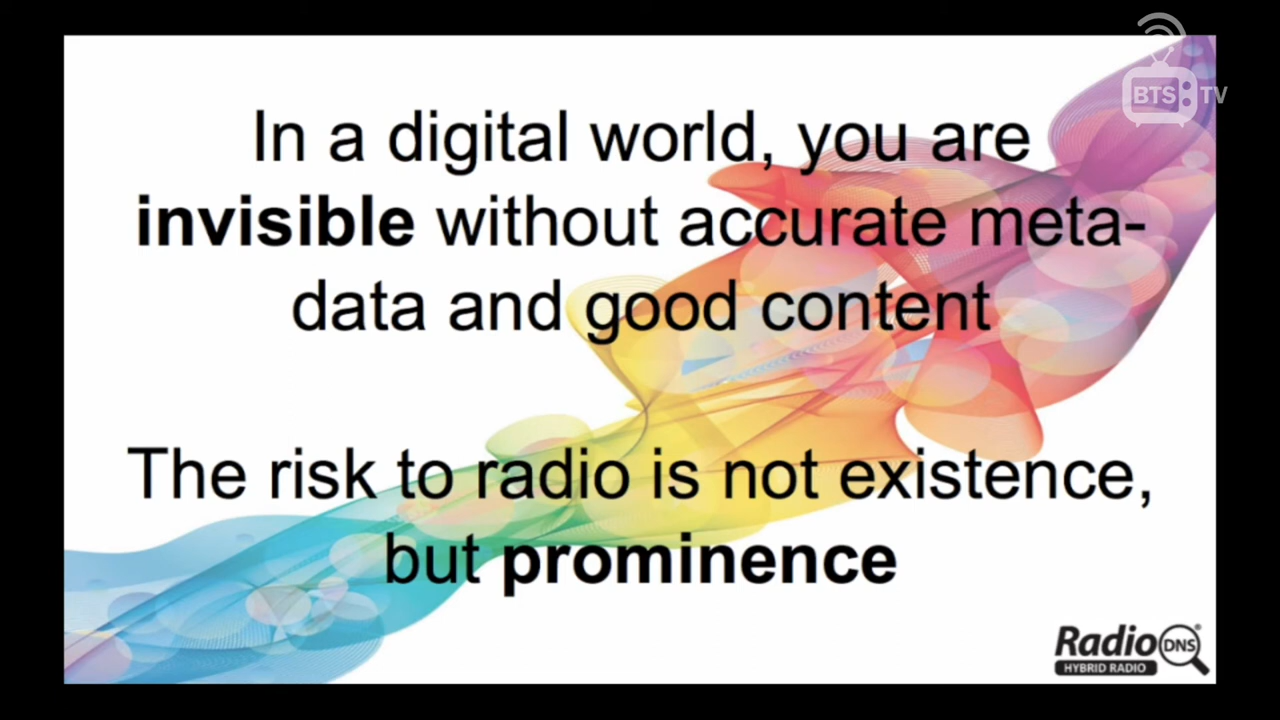 BTS TV
In a digital world, you are
invisible without accurate meta-
data and good content
The risk to radio is not existence,
but prominence
Radio DNS®
HYBRID RADIO